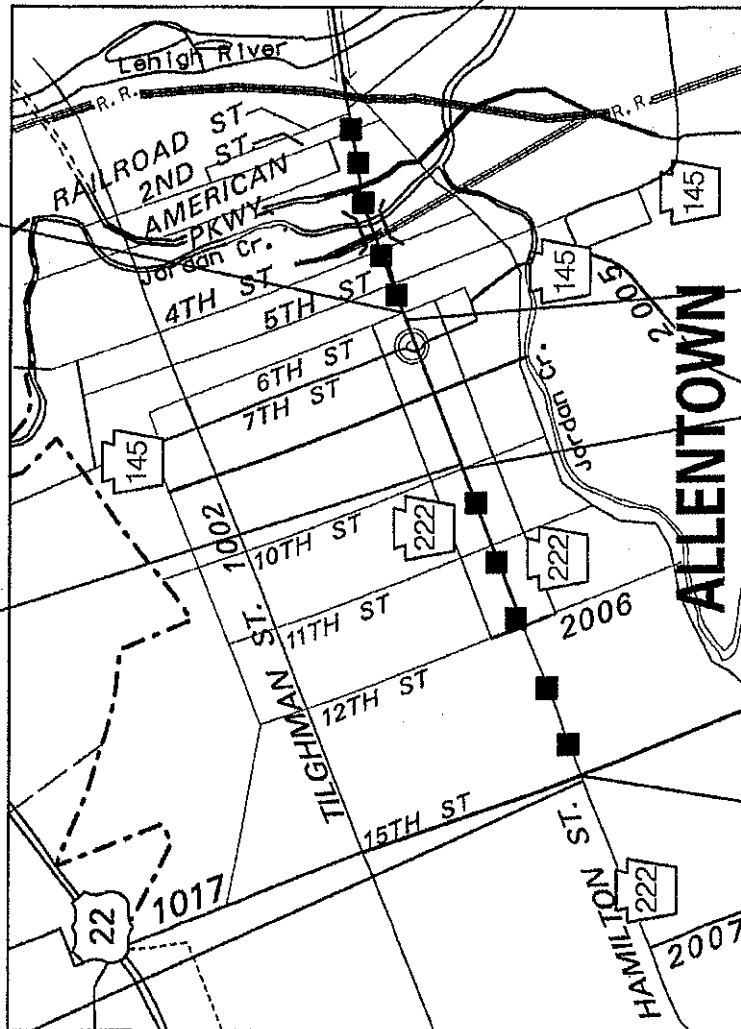 Lehigh River
R.R.
R.R.
RAILROAD ST
2ND ST
AMERICAN
PKWY.
Jordan Cr.
4TH ST
5TH ST
6TH ST
7TH ST
145
145
145
2005
ALLENTOWN
Jordan Cr.
222
222
10TH ST
11TH ST
12TH ST
2006
TILGHMAN ST. 1002
15TH ST
22
1017
HAMILTON ST.
222
2007